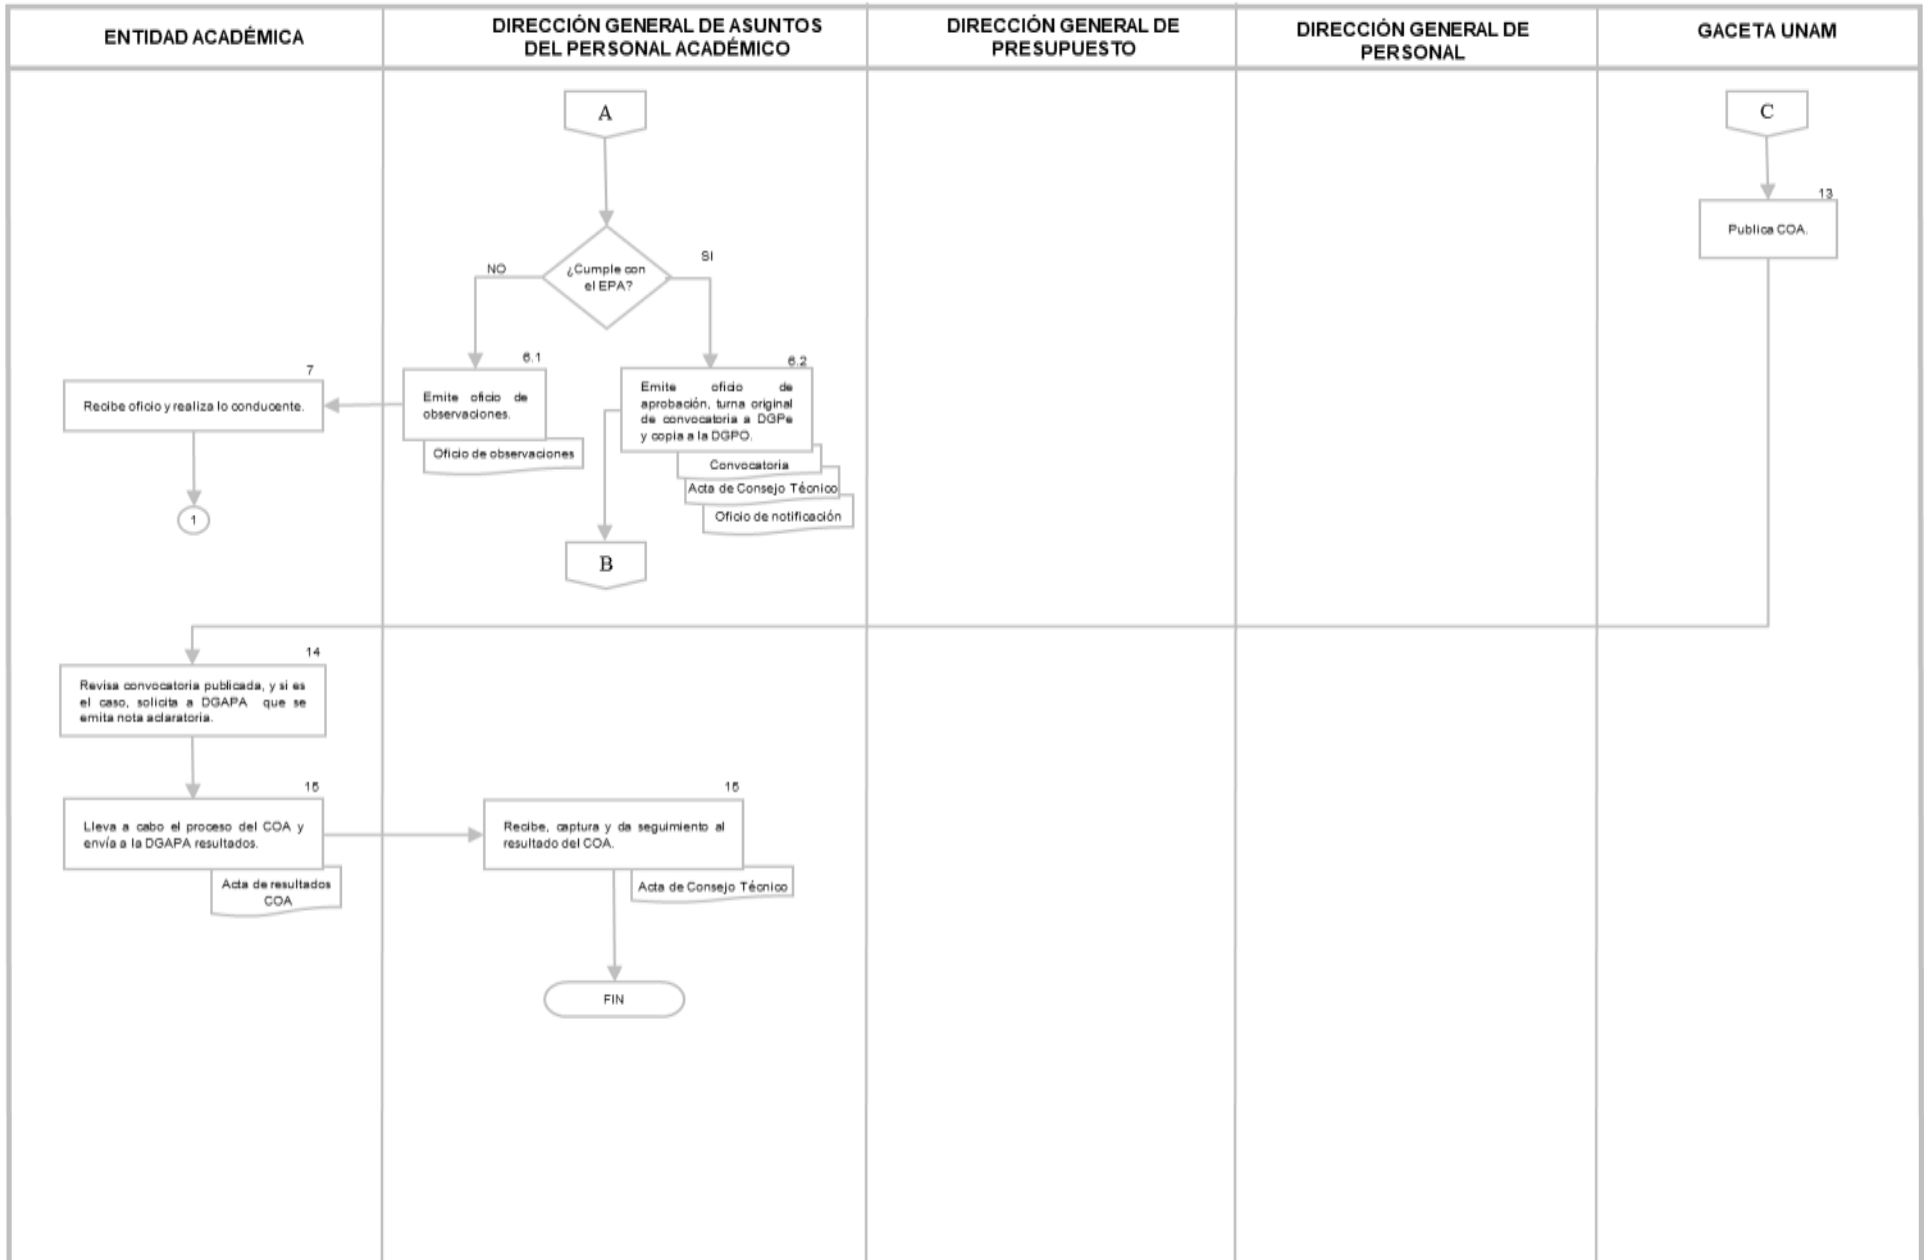 ENTIDAD ACADÉMICA
DIRECCIÓN GENERAL DE ASUNTOS
DEL PERSONAL ACADÉMICO
DIRECCIÓN GENERAL DE
PRESUPUESTO
DIRECCIÓN GENERAL DE
PERSONAL
GACETA UNAM
A
C
13
Publica COA.
¿Cumple con
el EPA?
NO
SI
6.1
Emite oficio de
observaciones.
Oficio de observaciones
6.2
Emite oficio de
aprobación, turna original
de convocatoria a DGPe
y copia a la DGPO.
Convocatoria
Acta de Consejo Técnico
Oficio de notificación
7
Recibe oficio y realiza lo conducente.
1
B
14
Revisa convocatoria publicada, y si es
el caso, solicita a DGAPA que se
emita nota aclaratoria.
15
Lleva a cabo el proceso del COA y
envía a la DGAPA resultados.
Acta de resultados
COA
15
Recibe, captura y da seguimiento al
resultado del COA.
Acta de Consejo Técnico
FIN